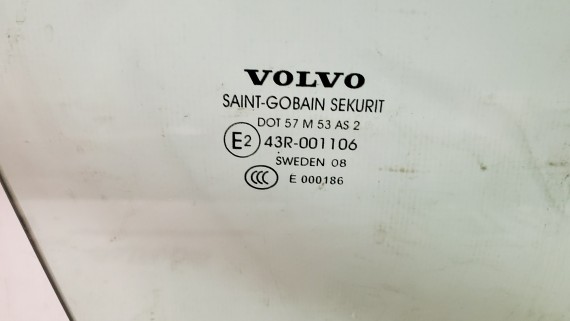 VOLVO
SAINT-GOBAIN SEKURIT
DOT 57 M 53 AS 2
E2 43R-001106
SWEDEN 08
CCC E 000186